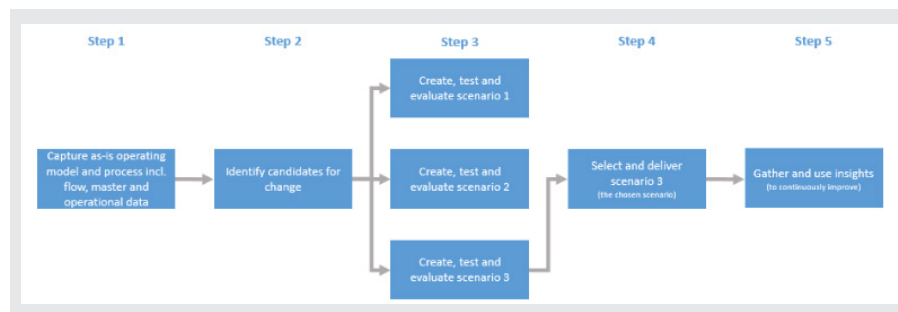 Step 1
Step 2
Step 3
Step 4
Step 5
Capture as-is operating
model and process incl.
flow, master and
operational data
Identify candidates for
change
Create, test and
evaluate scenario 1
Create, test and
evaluate scenario 2
Create, test and
evaluate scenario 3
Select and deliver
scenario 3
(the chosen scenario)
Gather and use insights
(to continuously improve)